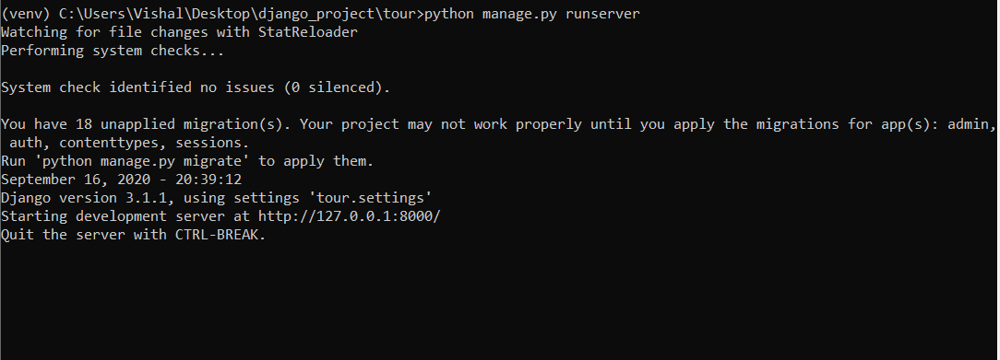 (venv) C:\Users\Vishal\Desktop\django_project\tour>python manage.py runserver
Watching for file changes with StatReloader
Performing system checks...
System check identified no issues (0 silenced).
You have 18 unapplied migration(s). Your project may not work properly until you apply the migrations for app(s): admin,
 auth, contenttypes, sessions.
Run 'python manage.py migrate' to apply them.
September 16, 2020 - 20:39:12
Django version 3.1.1, using settings 'tour.settings'
Starting development server at http://127.0.0.1:8000/
Quit the server with CTRL-BREAK.